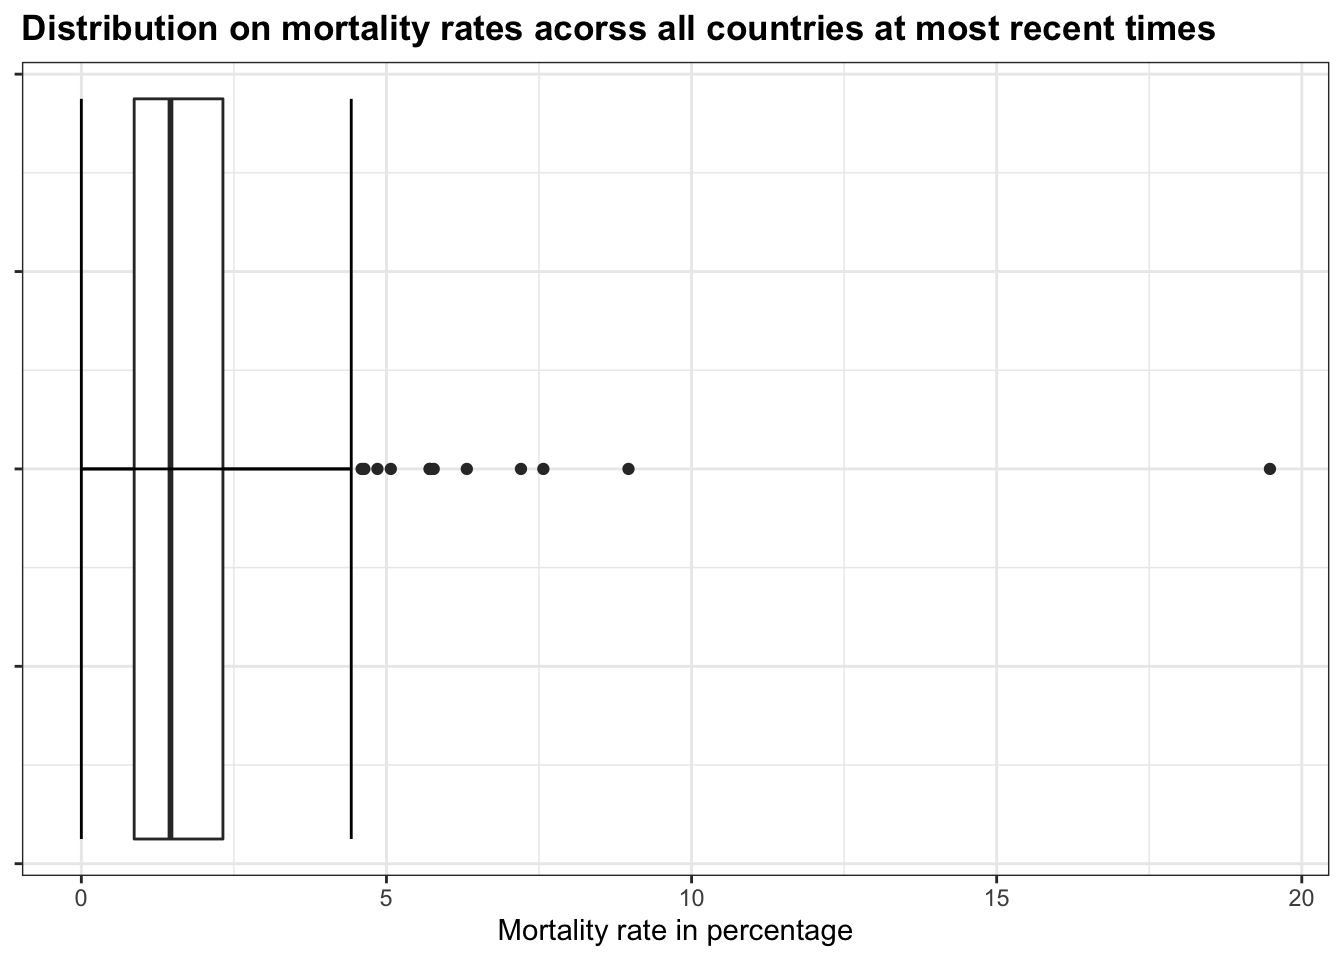 Distribution on mortality rates acorss all countries at most recent times
0 5 10 15 20
Mortality rate in percentage